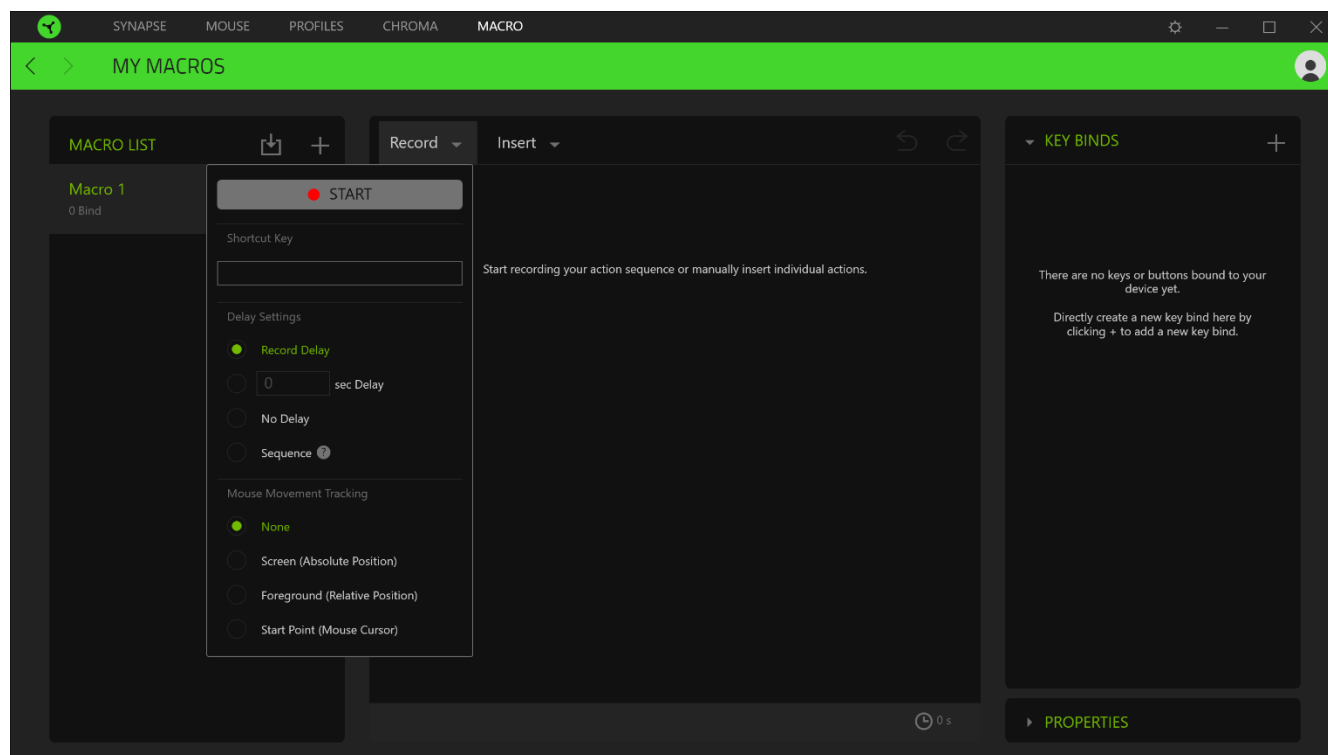 SYNAPSE MOUSE PROFILES CHROMA MACRO
MY MACROS
MACRO LIST
Macro 1
0 Bind
Record Insert
START
Shortcut Key
Delay Settings
Record Delay
0 sec Delay
No Delay
Sequence ?
Mouse Movement Tracking
None
Screen (Absolute Position)
Foreground (Relative Position)
Start Point (Mouse Cursor)
Start recording your action sequence or manually insert individual actions.
0 s
KEY BINDS
There are no keys or buttons bound to your
device yet.
Directly create a new key bind here by
clicking + to add a new key bind.
PROPERTIES